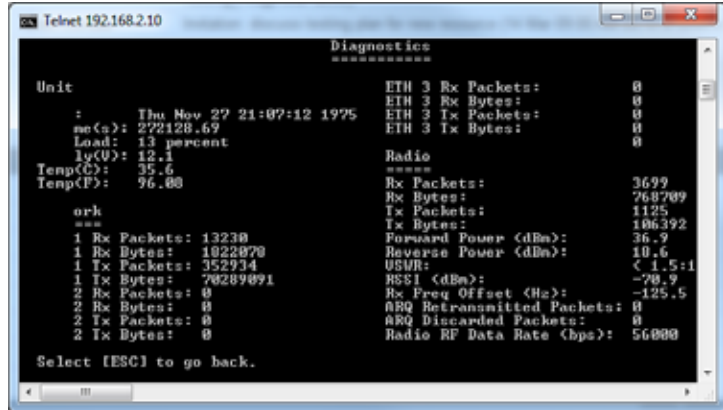 Telnet 192.168.2.10
Diagnostics
===========
Unit
: Thu Nov 27 21:07:12 1975
me(s): 272128.69
Load: 13 percent
ly(V): 12.1
Temp(C): 35.6
Temp(F): 96.08
ork
===
1 Rx Packets: 13230
1 Rx Bytes: 1822078
1 Tx Packets: 352934
1 Tx Bytes: 70289091
2 Rx Packets: 0
2 Rx Bytes: 0
2 Tx Packets: 0
2 Tx Bytes: 0
ETH 3 Rx Packets: 0
ETH 3 Rx Bytes: 0
ETH 3 Tx Packets: 0
ETH 3 Tx Bytes: 0
0
Radio
=====
Rx Packets: 3699
Rx Bytes: 768709
Tx Packets: 1125
Tx Bytes: 106392
Forward Power (dBm): 36.9
Reverse Power (dBm): 18.6
VSWR: < 1.5:1
RSSI (dBm): -70.9
Rx Freq Offset (Hz): -125.5
ARQ Retransmitted Packets: 0
ARQ Discarded Packets: 0
Radio RF Data Rate (bps): 56000
Select [ESC] to go back.